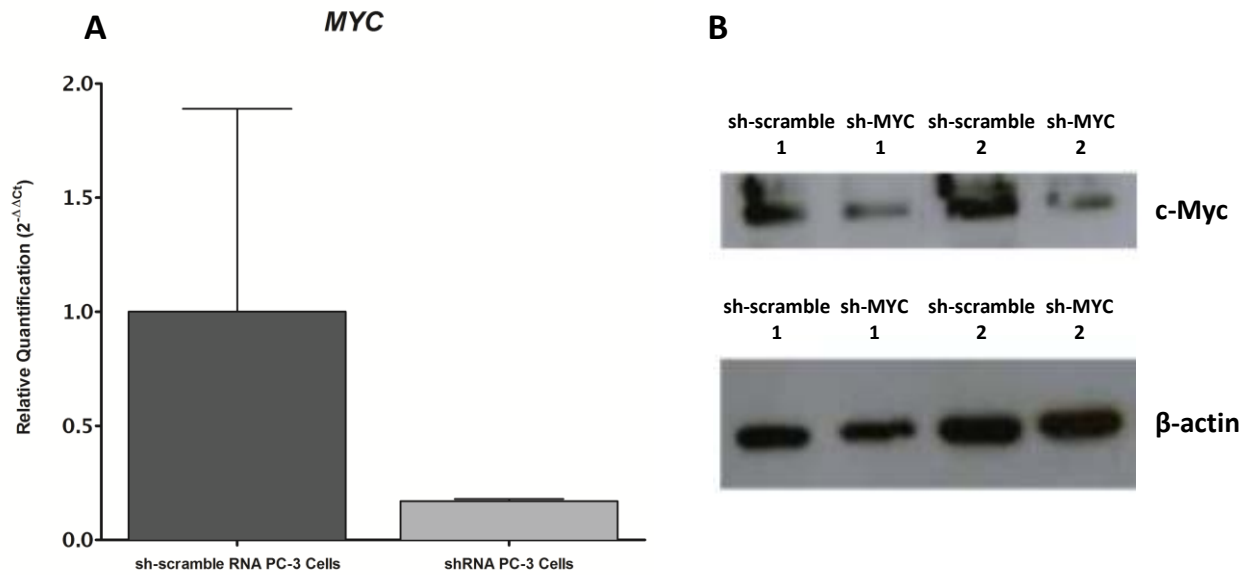 A
MYC
Relative Quantification (2-ΔΔCt)
2.0
1.5
1.0
0.5
0.0
sh-scramble RNA PC-3 Cells
shRNA PC-3 Cells
B
sh-scramble sh-MYC sh-scramble sh-MYC
1 1 2 2
c-Myc
sh-scramble sh-MYC sh-scramble sh-MYC
1 1 2 2
β-actin